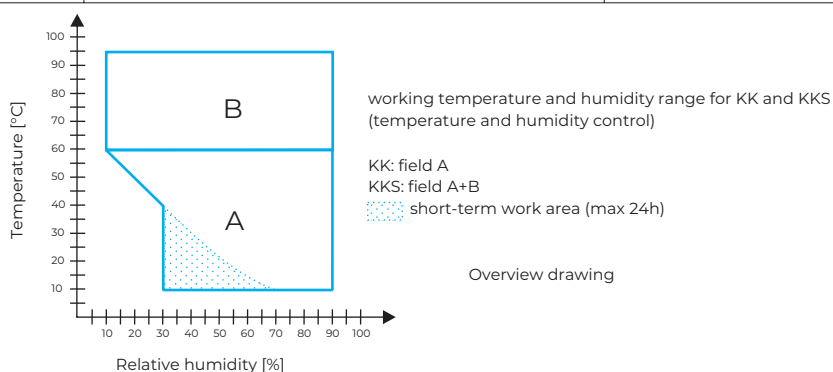 100
90
80
70
60
50
40
30
20
10
Temperature [°C]
B
A
10 20 30 40 50 60 70 80 90 100
Relative humidity [%]
working temperature and humidity range for KK and KKS
(temperature and humidity control)
KK: field A
KKS: field A+B
short-term work area (max 24h)
Overview drawing